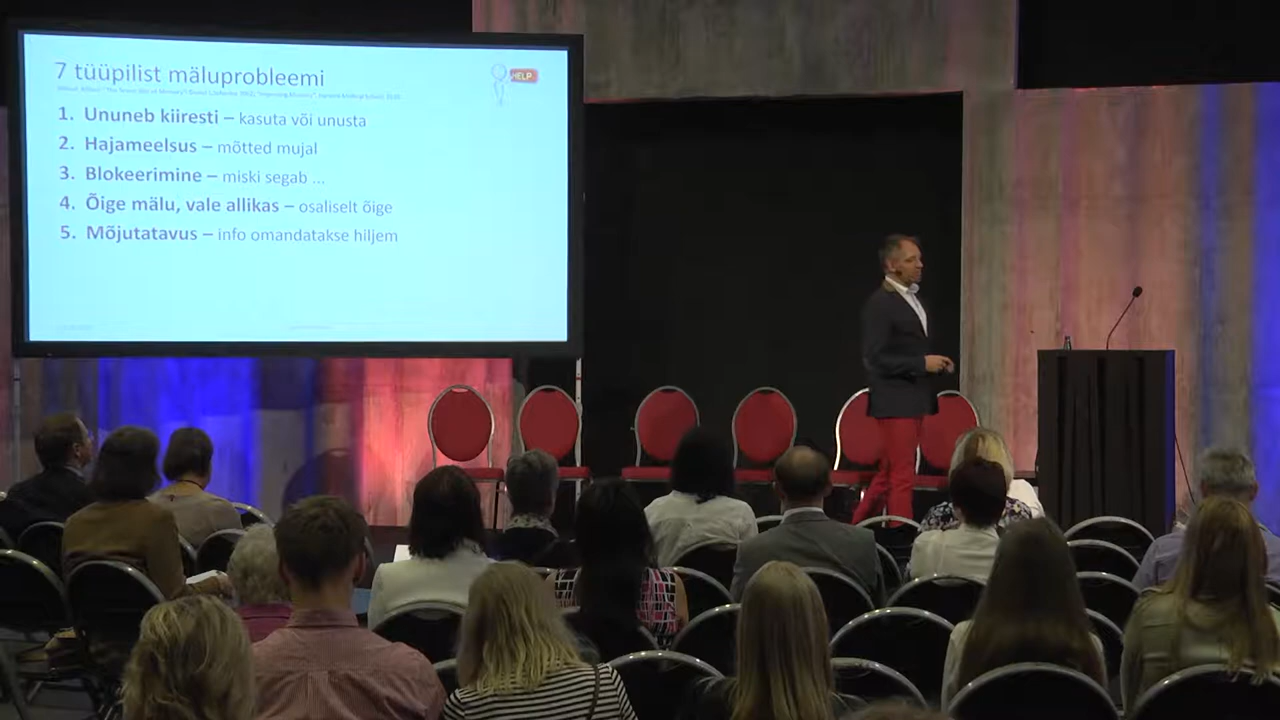 7 tüüpilist mäluprobleemi
HELP
1. Ununeb kiiresti – kasuta või unusta
2. Hajameelsus – mõtted mujal
3. Blokeerimine – miski segab ...
4. Õige mälu, vale allikas – osaliselt õige
5. Mõjutatavus – info omandatakse hiljem